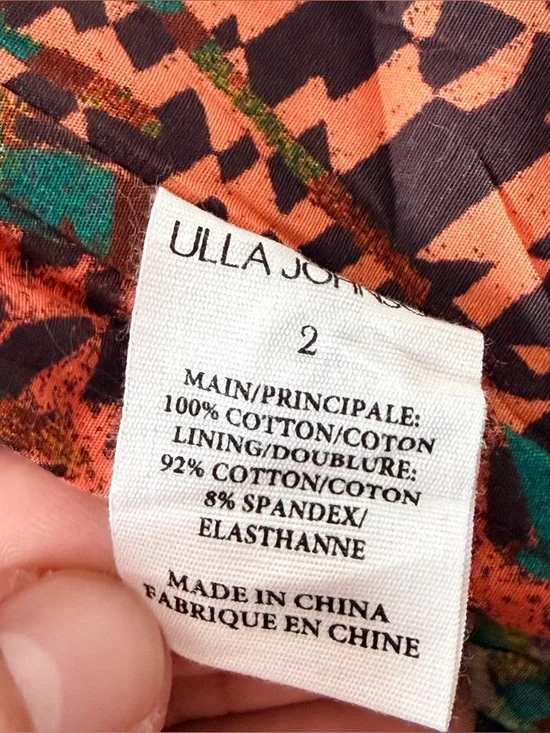 ULLA JOHNSON
2
MAIN/PRINCIPALE:
100% COTTON/COTON
LINING/DOUBLURE:
92% COTTON/COTON
8% SPANDEX/
ELASTHANNE
MADE IN CHINA
FABRIQUE EN CHINE